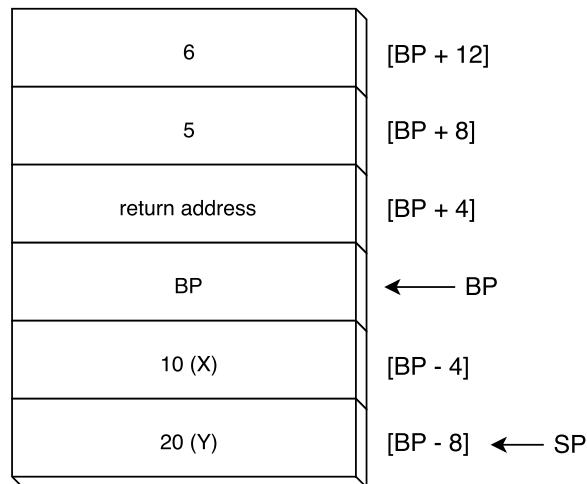 6 [BP + 12]
5 [BP + 8]
return address [BP + 4]
BP BP
10 (X) [BP - 4]
20 (Y) [BP - 8] SP